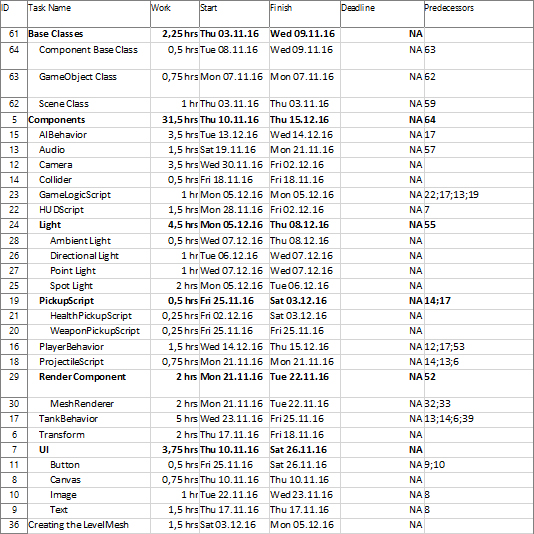 ID Task Name Work Start Finish Deadline Predecessors
61 Base Classes 2,25 hrs Thu 03.11.16 Wed 09.11.16 NA
64 Component Base Class 0,5 hrs Tue 08.11.16 Wed 09.11.16 NA 63
63 GameObject Class 0,75 hrs Mon 07.11.16 Mon 07.11.16 NA 62
62 Scene Class 1 hr Thu 03.11.16 Thu 03.11.16 NA 59
5 Components 31,5 hrs Thu 10.11.16 Thu 15.12.16 NA 64
15 AIBehavior 3,5 hrs Tue 13.12.16 Wed 14.12.16 NA 17
13 Audio 1,5 hrs Sat 19.11.16 Mon 21.11.16 NA 57
12 Camera 3,5 hrs Wed 30.11.16 Fri 02.12.16 NA
14 Collider 0,5 hrs Fri 18.11.16 Fri 18.11.16 NA
23 GameLogicScript 1 hr Mon 05.12.16 Mon 05.12.16 NA 22;17;13;19
22 HUDScript 1,5 hrs Mon 28.11.16 Fri 02.12.16 NA 7
24 Light 4,5 hrs Mon 05.12.16 Thu 08.12.16 NA 55
28 Ambient Light 0,5 hrs Wed 07.12.16 Thu 08.12.16 NA
26 Directional Light 1 hr Tue 06.12.16 Wed 07.12.16 NA
27 Point Light 1 hr Wed 07.12.16 Wed 07.12.16 NA
25 Spot Light 2 hrs Mon 05.12.16 Tue 06.12.16 NA
19 PickupScript 0,5 hrs Fri 25.11.16 Sat 03.12.16 NA 14;17
21 HealthPickupScript 0,25 hrs Fri 02.12.16 Sat 03.12.16 NA
20 WeaponPickupScript 0,25 hrs Fri 25.11.16 Fri 25.11.16 NA
16 PlayerBehavior 1,5 hrs Wed 14.12.16 Thu 15.12.16 NA 12;17;53
18 ProjectileScript 0,75 hrs Mon 21.11.16 Mon 21.11.16 NA 14;13;6
29 Render Component 2 hrs Mon 21.11.16 Tue 22.11.16 NA 52
30 MeshRenderer 2 hrs Mon 21.11.16 Tue 22.11.16 NA 32;33
17 TankBehavior 5 hrs Wed 23.11.16 Fri 25.11.16 NA 13;14;6;39
6 Transform 2 hrs Thu 17.11.16 Fri 18.11.16 NA
7 UI 3,75 hrs Thu 10.11.16 Sat 26.11.16 NA
11 Button 0,5 hrs Fri 25.11.16 Sat 26.11.16 NA 9;10
8 Canvas 0,75 hrs Thu 10.11.16 Thu 10.11.16 NA
10 Image 1 hr Tue 22.11.16 Wed 23.11.16 NA 8
9 Text 1,5 hrs Thu 17.11.16 Thu 17.11.16 NA 8
36 Creating the Level Mesh 1,5 hrs Sat 03.12.16 Mon 05.12.16 NA